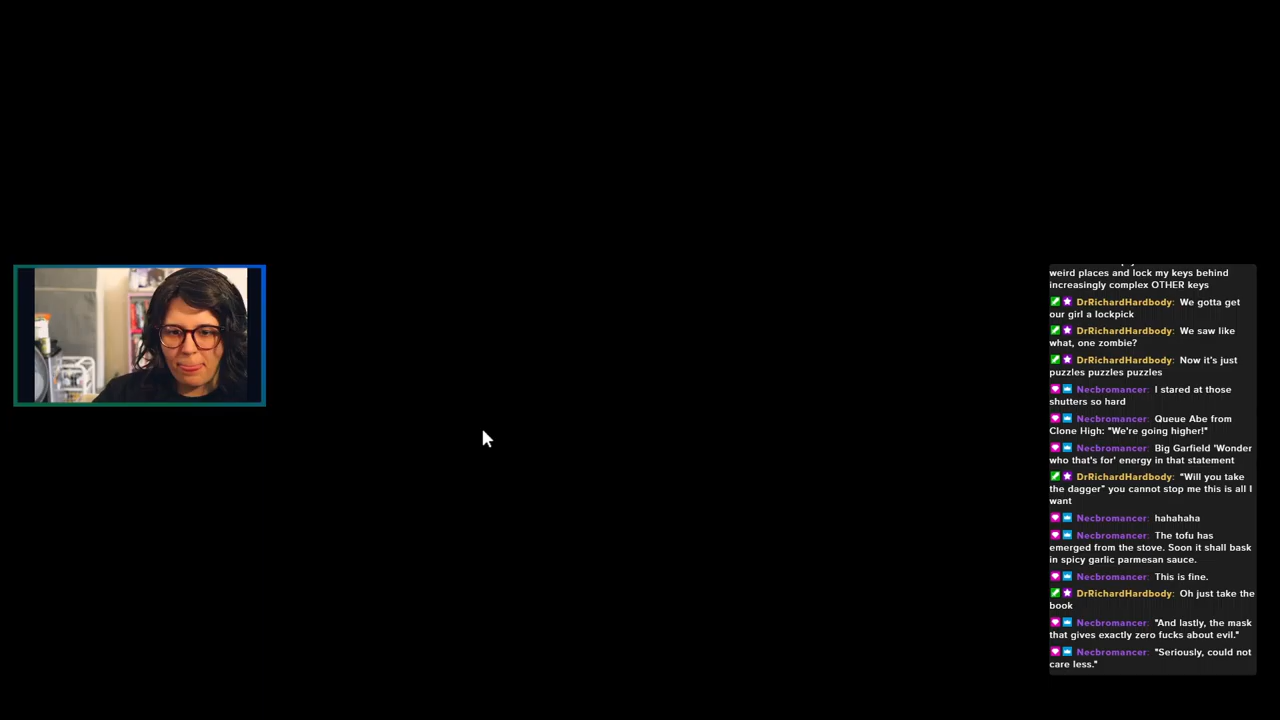 weird places and lock my keys behind
increasingly complex OTHER keys
DrRichardHardbody: We gotta get
our girl a lockpick
DrRichardHardbody: We saw like
what, one zombie?
DrRichardHardbody: Now it's just
puzzles puzzles puzzles
Necbromancer: I stared at those
shutters so hard
Necbromancer: Queue Abe from
Clone High: "We're going higher!"
Necbromancer: Big Garfield 'Wonder
who that's for' energy in that statement
DrRichardHardbody: "Will you take
the dagger" you cannot stop me this is all I
want
Necbromancer: hahahaha
Necbromancer: The tofu has
emerged from the stove. Soon it shall bask
in spicy garlic parmesan sauce.
Necbromancer: This is fine.
DrRichardHardbody: Oh just take the
book
Necbromancer: "And lastly, the mask
that gives exactly zero fucks about evil."
Necbromancer: "Seriously, could not
care less."